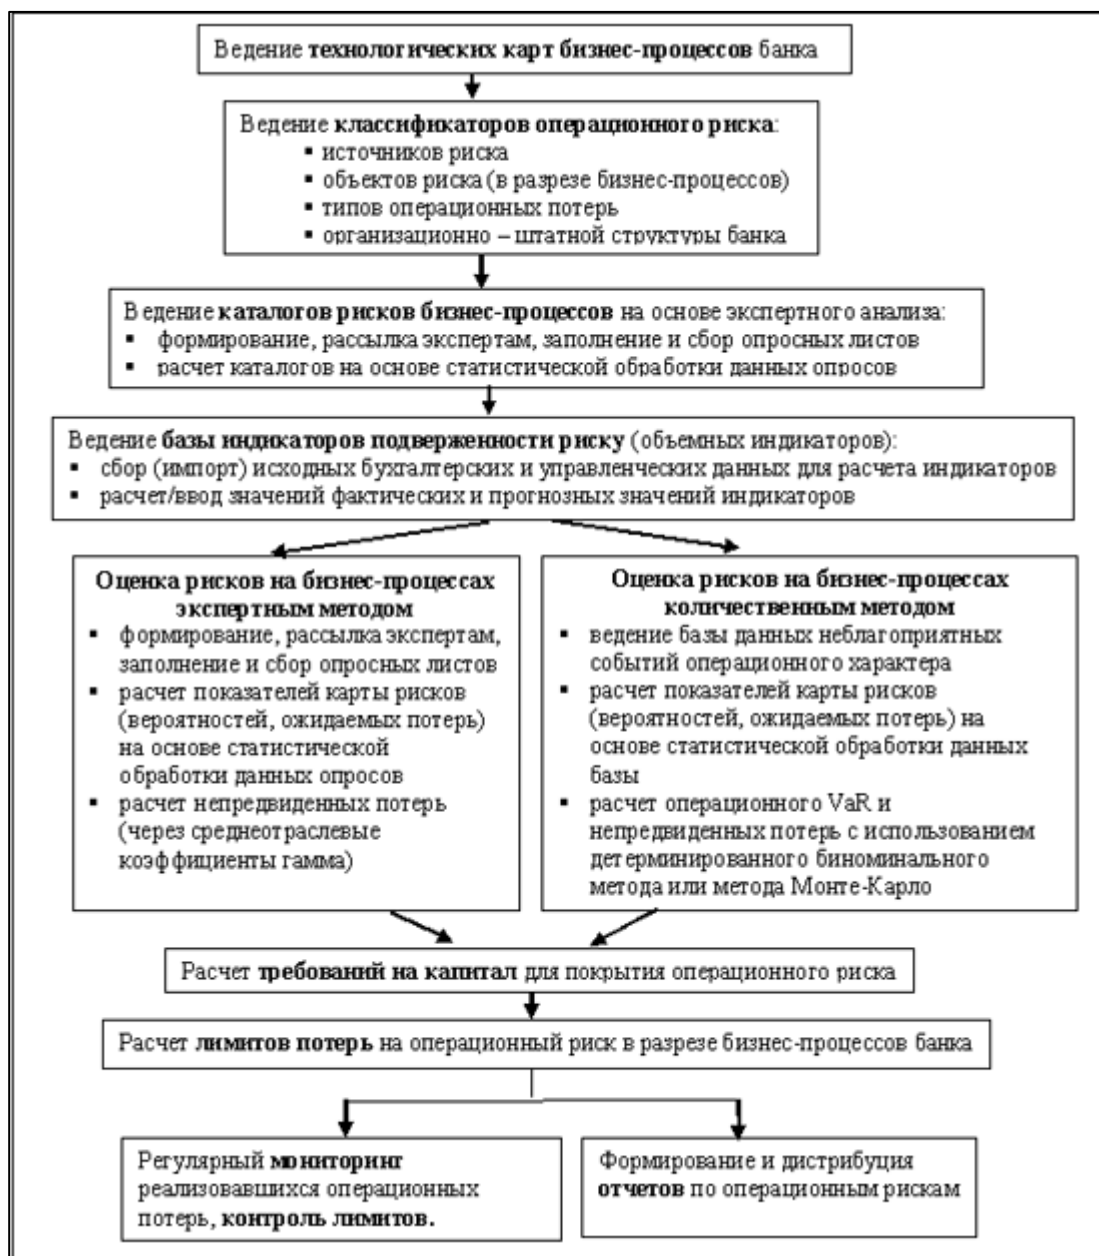 Ведение технологических карт бизнес-процессов банка
Ведение классификаторов операционного риска:
▪ источников риска
▪ объектов риска (в разрезе бизнес-процессов)
▪ типов операционных потерь
▪ организационно – штатной структуры банка
Ведение каталогов рисков бизнес-процессов на основе экспертного анализа:
▪ формирование, рассылка экспертам, заполнение и сбор опросных листов
▪ расчет каталогов на основе статистической обработки данных опросов
Ведение базы индикаторов подверженности риску (объемных индикаторов):
▪ сбор (импорт) исходных бухгалтерских и управленческих данных для расчета индикаторов
▪ расчет/ввод значений фактических и прогнозных значений индикаторов
Оценка рисков на бизнес-процессах
экспертным методом
▪ формирование, рассылка экспертам,
заполнение и сбор опросных листов
▪ расчет показателей карты рисков
(вероятностей, ожидаемых потерь)
на основе статистической
обработки данных опросов
▪ расчет непредвиденных потерь
(через среднеотраслевые
коэффициенты гамма)
Оценка рисков на бизнес-процессах
количественным методом
▪ ведение базы данных неблагоприятных
событий операционного характера
▪ расчет показателей карты рисков
(вероятностей, ожидаемых потерь) на
основе статистической обработки данных
базы
▪ расчет операционного VaR и
непредвиденных потерь с использованием
детерминированного биноминального
метода или метода Монте-Карло
Расчет требований на капитал для покрытия операционного риска
Расчет лимитов потерь на операционный риск в разрезе бизнес-процессов банка
Регулярный мониторинг
реализовавшихся операционных
потерь, контроль лимитов.
Формирование и дистрибуция
отчетов по операционным рискам